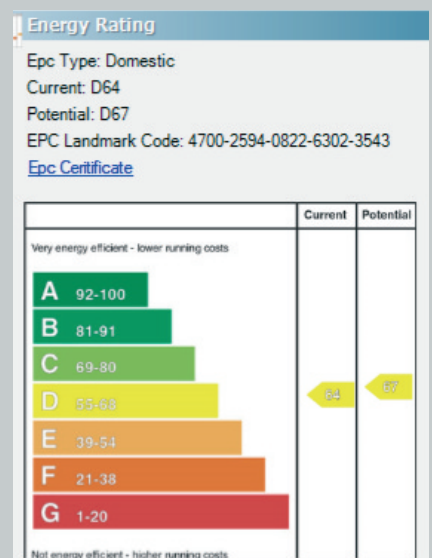 Energy Rating
Epc Type: Domestic
Current: D64
Potential: D67
EPC Landmark Code: 4700-2594-0822-6302-3543
Epc Ceritificate
Current Potential
Very energy efficient - lower running costs
A 92-100
B 81-91
C 69-80
D 55-68
64
67
E 39-54
F 21-38
G 1-20
Not energy efficient - higher running costs